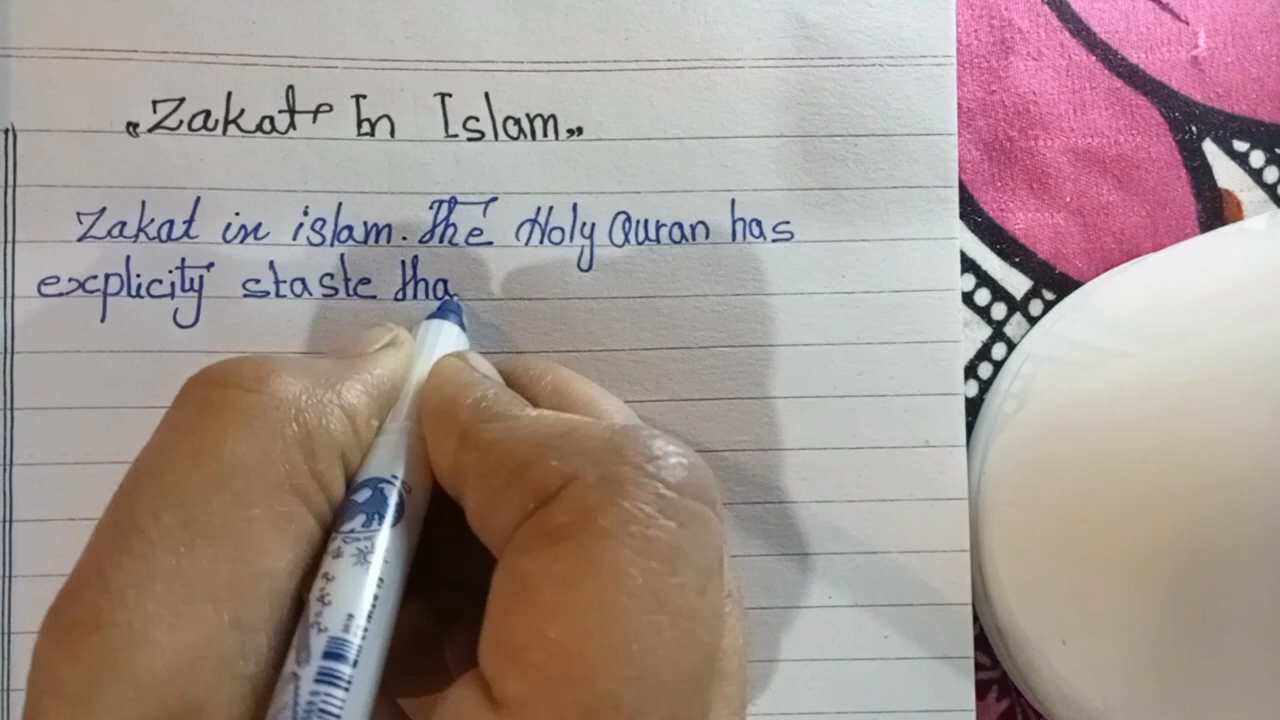 "Zakat In Islam"
Zakat in islam. The Holy Quran has
explicity staste tha